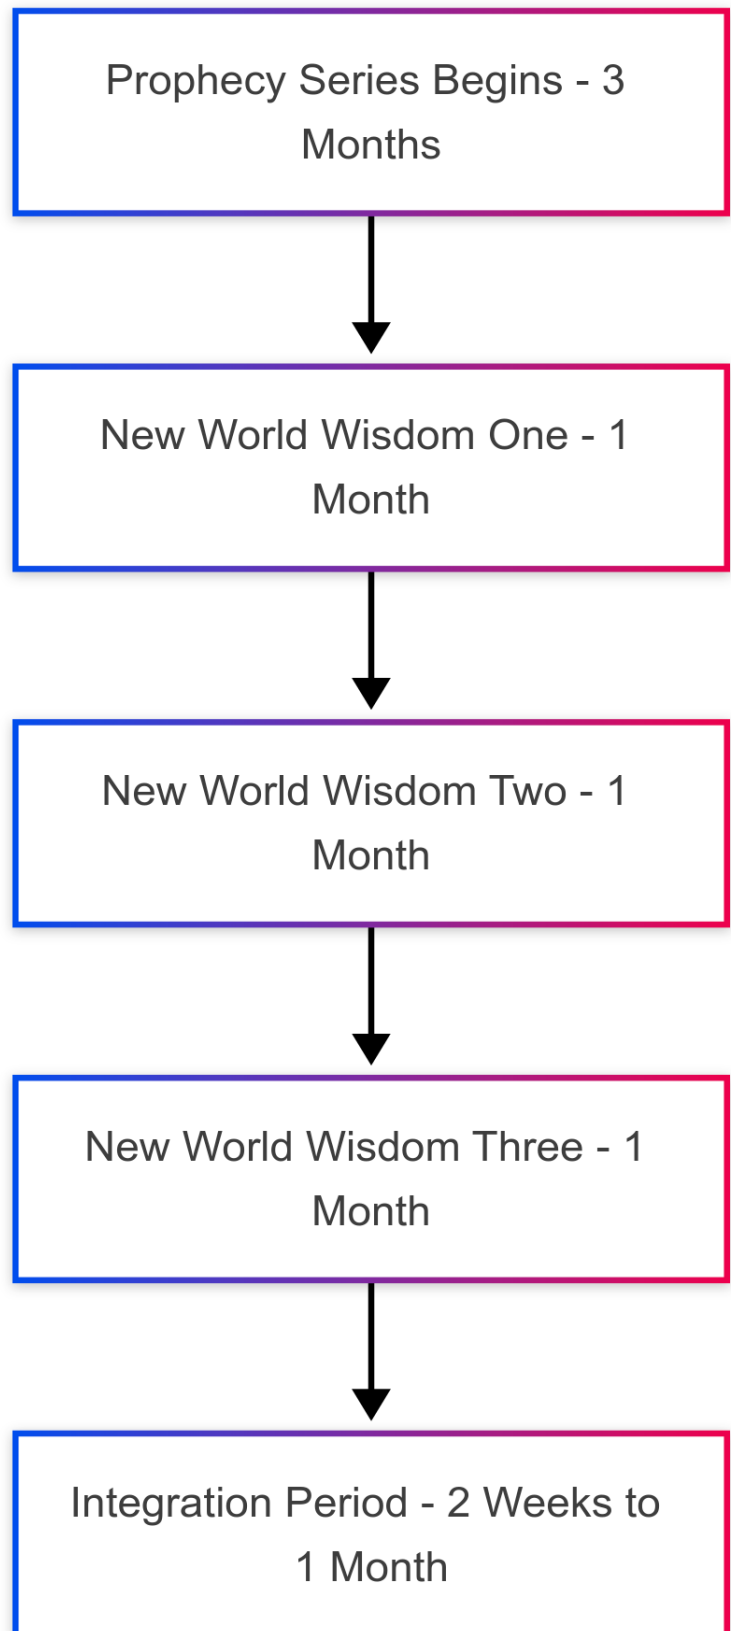 Prophecy Series Begins - 3
Months
New World Wisdom One - 1
Month
New World Wisdom Two - 1
Month
New World Wisdom Three - 1
Month
Integration Period - 2 Weeks to
1 Month